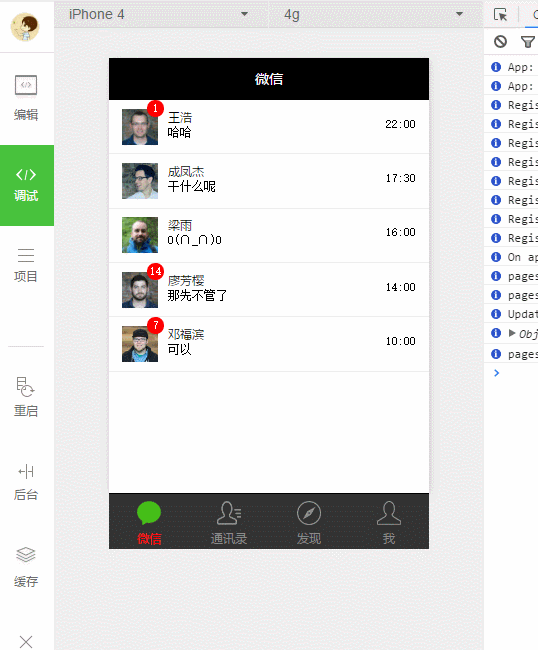 iPhone 4
4g
编辑
调试
项目
重启
后台
缓存
微信
1
王浩
22:00
哈哈
成凤杰
17:30
干什么呢
梁雨
16:00
O(∩_∩)O
14
廖芳樱
14:00
那先不管了
7
邓福滨
10:00
可以
微信
通讯录
发现
我
App:
App:
Regis
Regis
Regis
Regis
Regis
Regis
Regis
Regis
On ap
pages
pages
Updat
Obj
pages